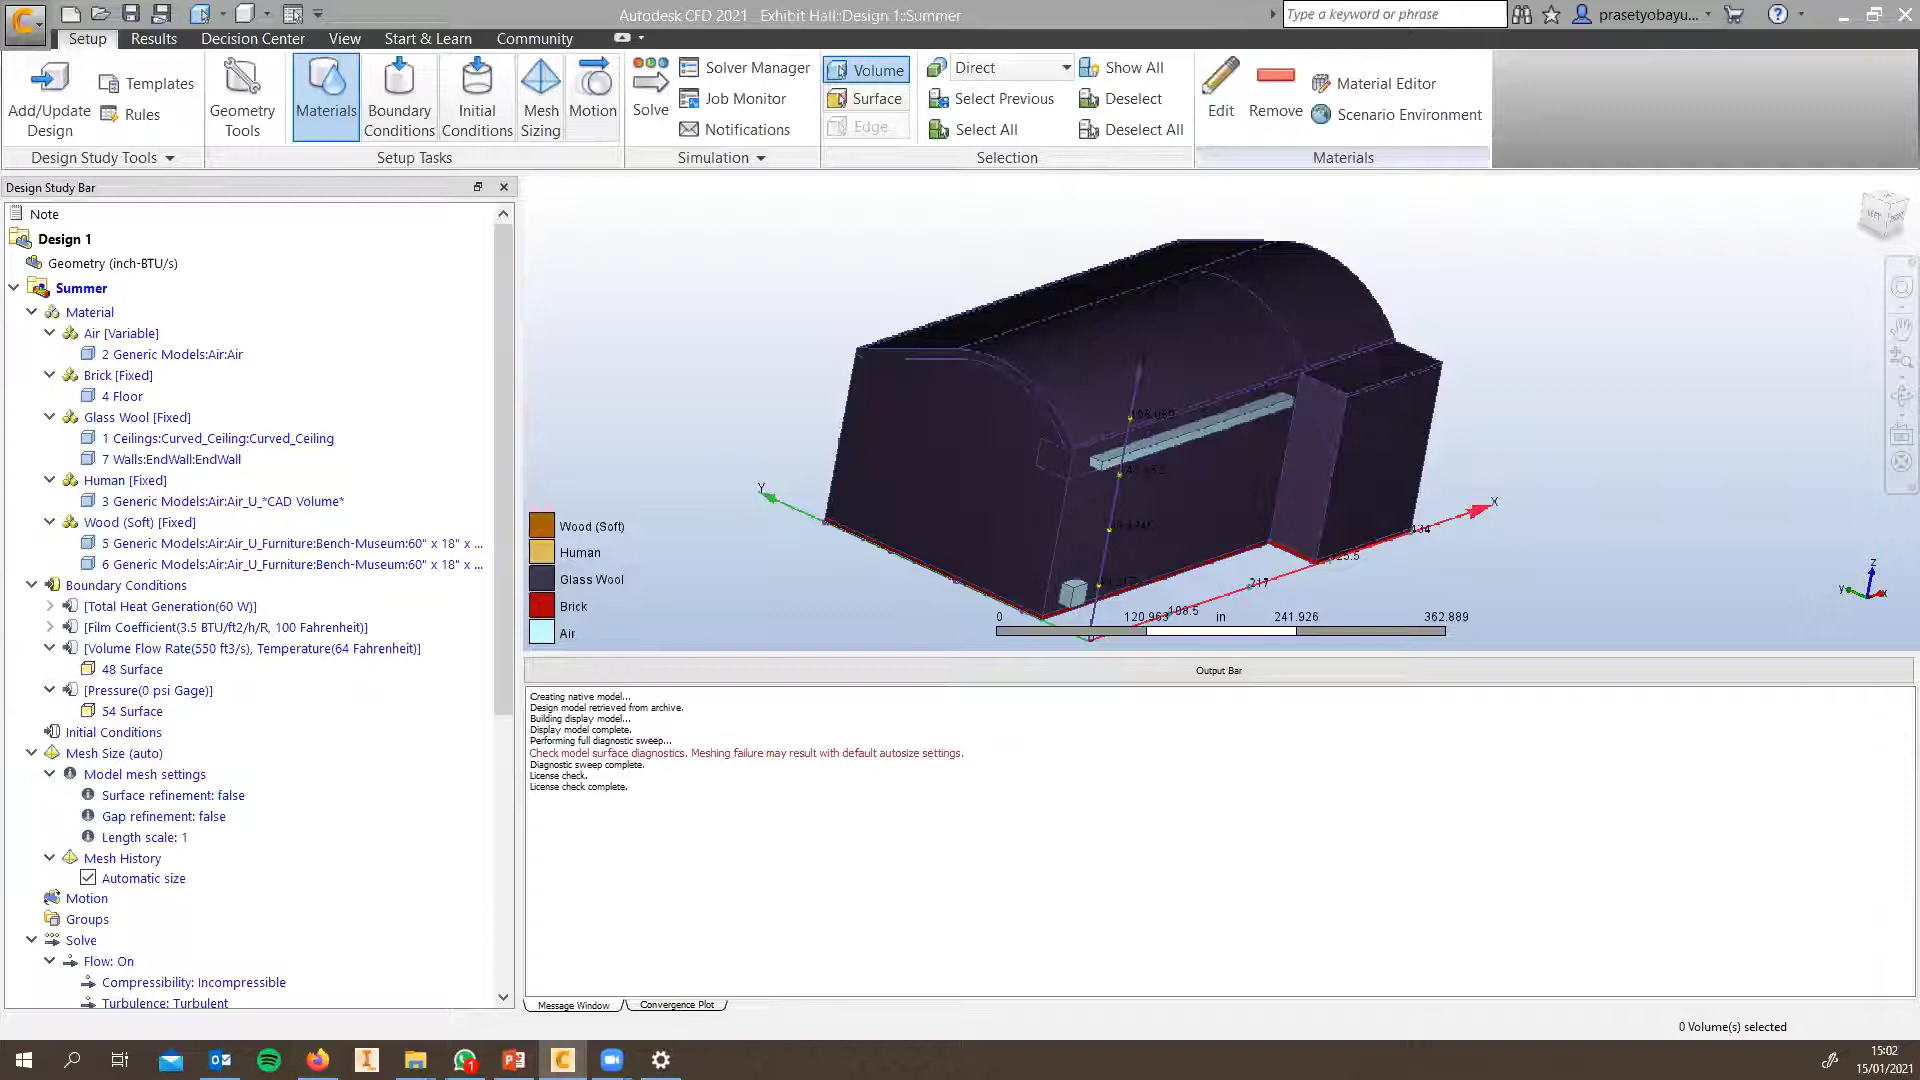 Autodesk CFD 2021   Exhibit Hall::Design 1::Summer
Type a keyword or phrase
prasetyobayu...
Setup
Results
Decision Center
View
Start & Learn
Community
Add/Update
Design
Templates
Rules
Design Study Tools
Geometry
Tools
Materials
Boundary
Conditions
Initial
Conditions
Mesh
Sizing
Motion
Setup Tasks
Solve
Solver Manager
Job Monitor
Notifications
Simulation
Volume
Surface
Edge
Direct
Select Previous
Select All
Show All
Deselect
Deselect All
Selection
Edit
Remove
Material Editor
Scenario Environment
Materials
Design Study Bar
Note
Design 1
Geometry (inch-BTU/s)
Summer
Material
Air [Variable]
2 Generic Models:Air:Air
Brick [Fixed]
4 Floor
Glass Wool [Fixed]
1 Ceilings:Curved_Ceiling:Curved_Ceiling
7 Walls:EndWall:EndWall
Human [Fixed]
3 Generic Models:Air:Air_U_*CAD Volume*
Wood (Soft) [Fixed]
5 Generic Models:Air:Air_U_Furniture:Bench-Museum:60" x 18" x ...
6 Generic Models:Air:Air_U_Furniture:Bench-Museum:60" x 18" x ...
Boundary Conditions
[Total Heat Generation(60 W)]
[Film Coefficient(3.5 BTU/ft2/h/R, 100 Fahrenheit)]
[Volume Flow Rate(550 ft3/s), Temperature(64 Fahrenheit)]
48 Surface
[Pressure(0 psi Gage)]
54 Surface
Initial Conditions
Mesh Size (auto)
Model mesh settings
Surface refinement: false
Gap refinement: false
Length scale: 1
Mesh History
Automatic size
Motion
Groups
Solve
Flow: On
Compressibility: Incompressible
Turbulence: Turbulent
LEFT
Y
X
134
125.5
217
108.5
Z
Y
X
Wood (Soft)
Human
Glass Wool
Brick
Air
0
120.963
in
241.926
362.889
Output Bar
Creating native model...
Design model retrieved from archive.
Building display model...
Display model complete.
Performing full diagnostic sweep...
Check model surface diagnostics. Meshing failure may result with default autosize settings.
Diagnostic sweep complete.
License check.
License check complete.
Message Window
Convergence Plot
0 Volume(s) selected
1
15:02
15/01/2021